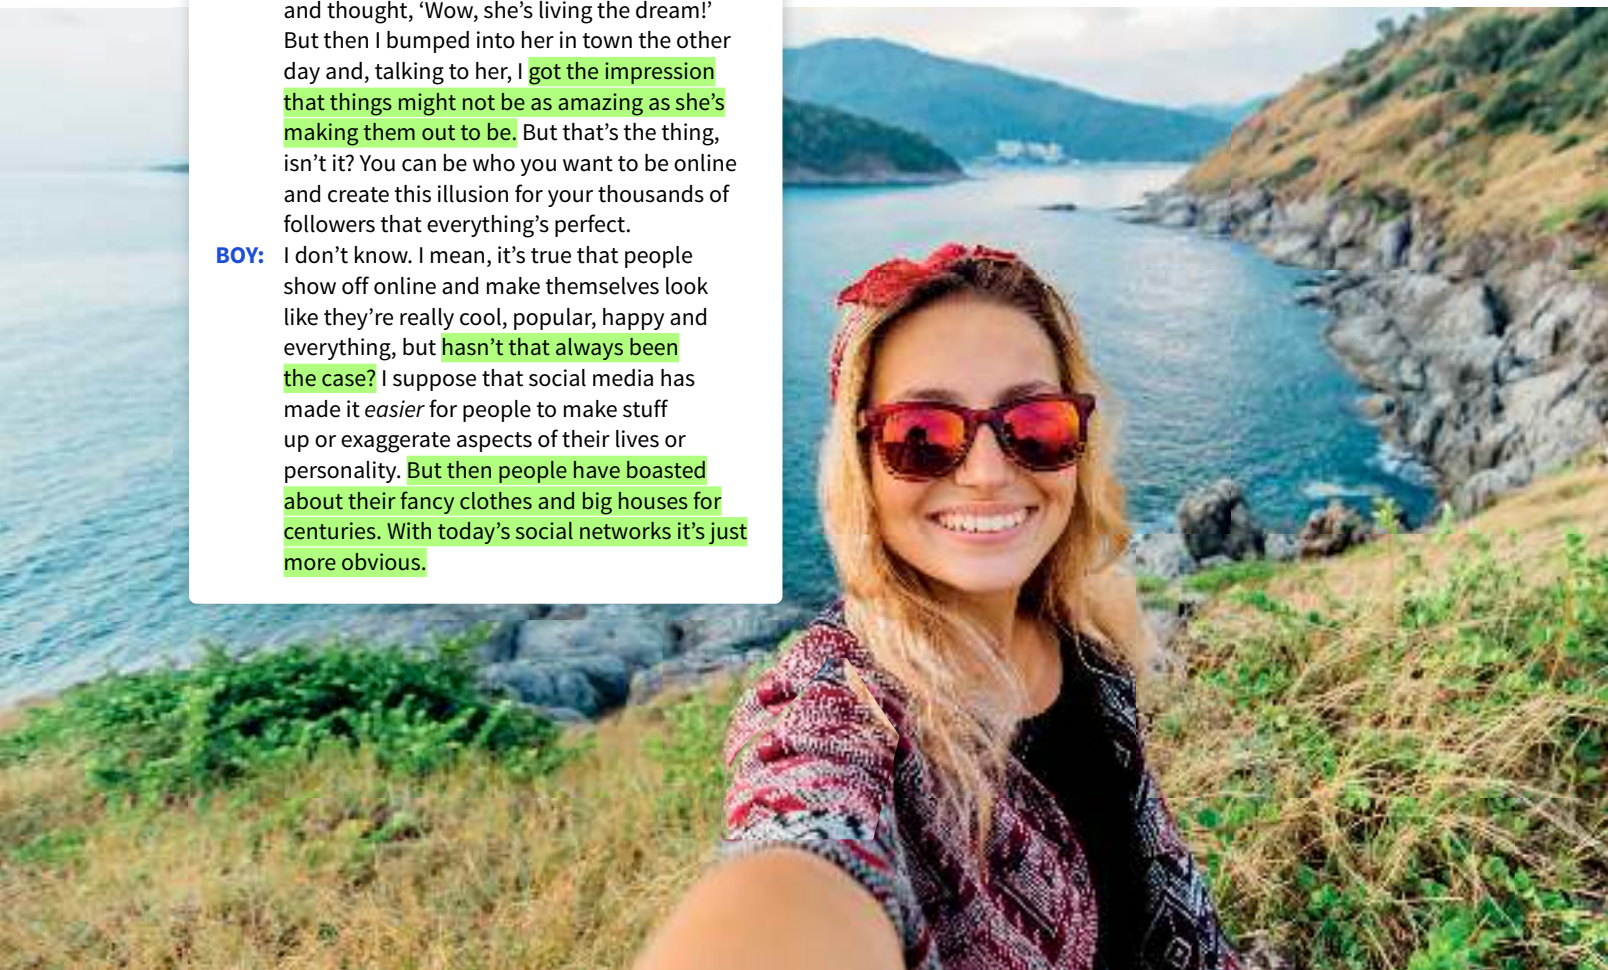 and thought, ‘Wow, she’s living the dream!’
But then I bumped into her in town the other
day and, talking to her, I got the impression
that things might not be as amazing as she’s
making them out to be. But that’s the thing,
isn’t it? You can be who you want to be online
and create this illusion for your thousands of
followers that everything’s perfect.
BOY: I don’t know. I mean, it’s true that people
show off online and make themselves look
like they’re really cool, popular, happy and
everything, but hasn’t that always been
the case? I suppose that social media has
made it easier for people to make stuff
up or exaggerate aspects of their lives or
personality. But then people have boasted
about their fancy clothes and big houses for
centuries. With today’s social networks it’s just
more obvious.